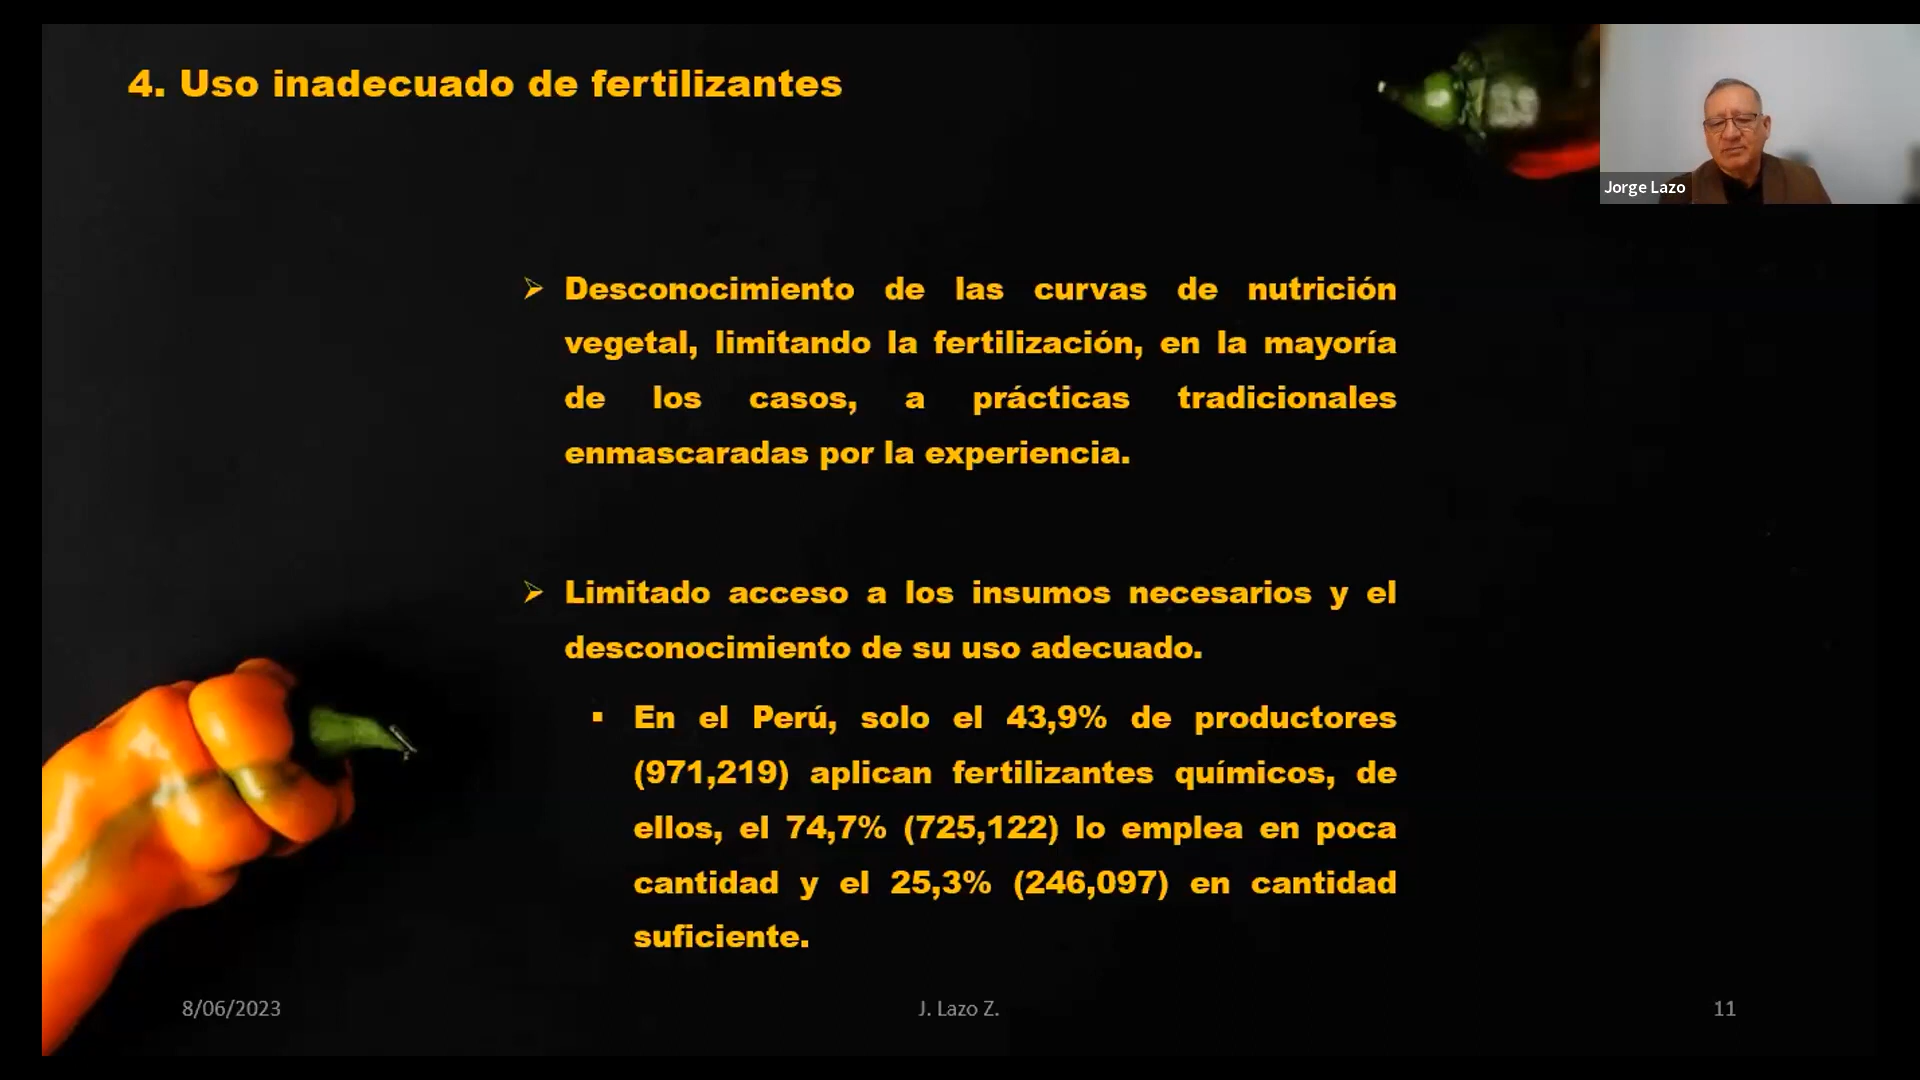 4. Uso inadecuado de fertilizantes
Jorge Lazo
➢ Desconocimiento de las curvas de nutrición
vegetal, limitando la fertilización, en la mayoría
de los casos, a prácticas tradicionales
enmascaradas por la experiencia.
➢ Limitado acceso a los insumos necesarios y el
desconocimiento de su uso adecuado.
▪ En el Perú, solo el 43,9% de productores
(971,219) aplican fertilizantes químicos, de
ellos, el 74,7% (725,122) lo emplea en poca
cantidad y el 25,3% (246,097) en cantidad
suficiente.
8/06/2023
J. Lazo Z.
11